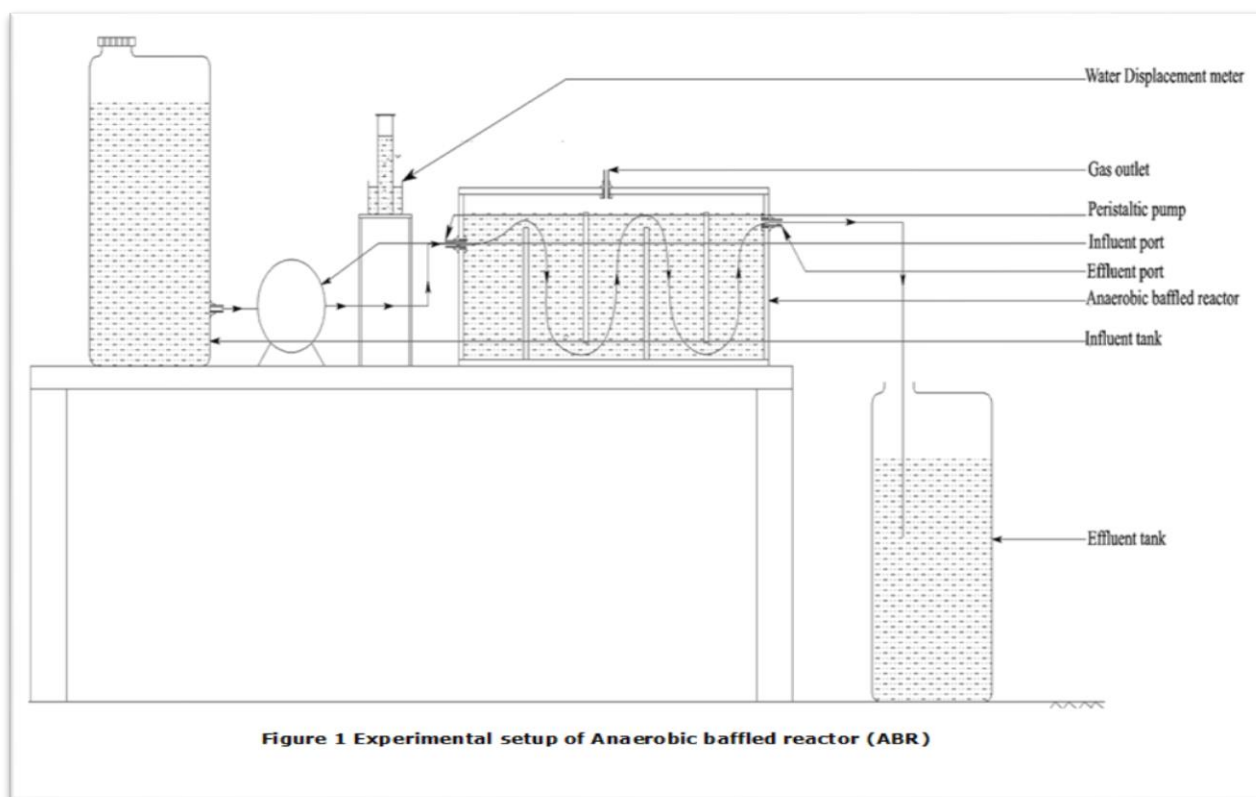 Water Displacement meter
Gas outlet
Peristaltic pump
Influent port
Effluent port
Anaerobic baffled reactor
Influent tank
Effluent tank
Figure 1 Experimental setup of Anaerobic baffled reactor (ABR)